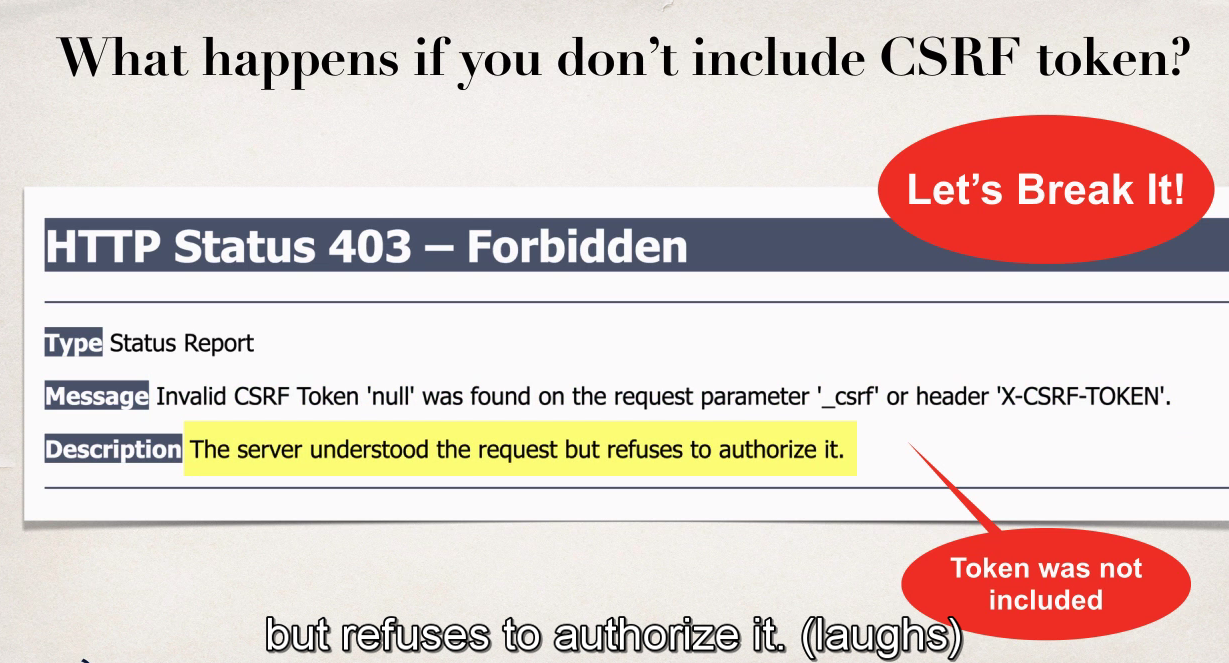 What happens if you don’t include CSRF token?
Let’s Break It!
HTTP Status 403 – Forbidden
Type Status Report
Message Invalid CSRF Token 'null' was found on the request parameter '_csrf' or header 'X-CSRF-TOKEN'.
Description The server understood the request but refuses to authorize it.
Token was not
included
but refuses to authorize it. (laughs)